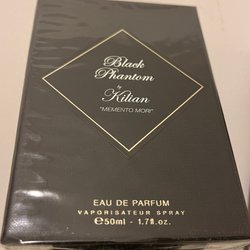 Black
Phantom
by
Kilian
"MEMENTO MORI"
EAU DE PARFUM
VAPORISATEUR SPRAY
℮50ml - 1.7fl.oz.